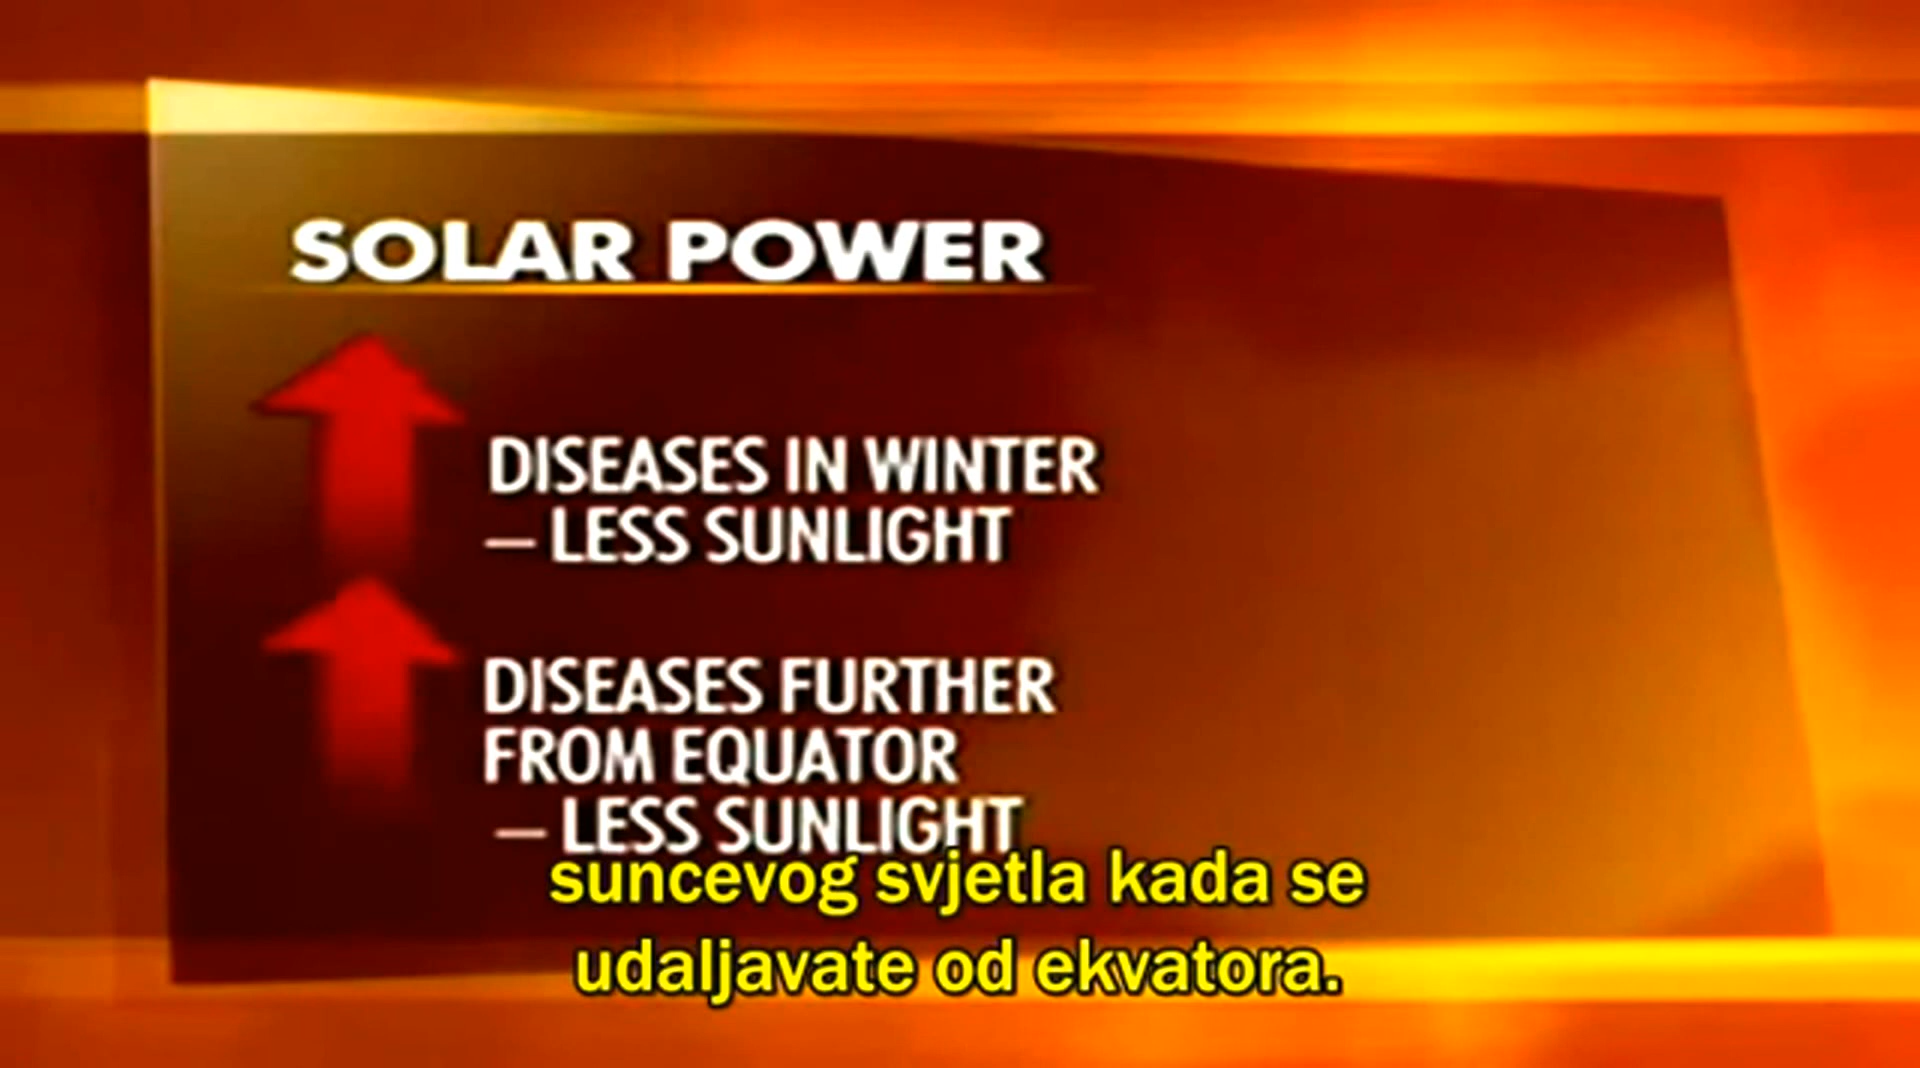 SOLAR POWER
DISEASES IN WINTER
– LESS SUNLIGHT
DISEASES FURTHER
FROM EQUATOR
– LESS SUNLIGHT
suncevog svjetla kada se
udaljavate od ekvatora.